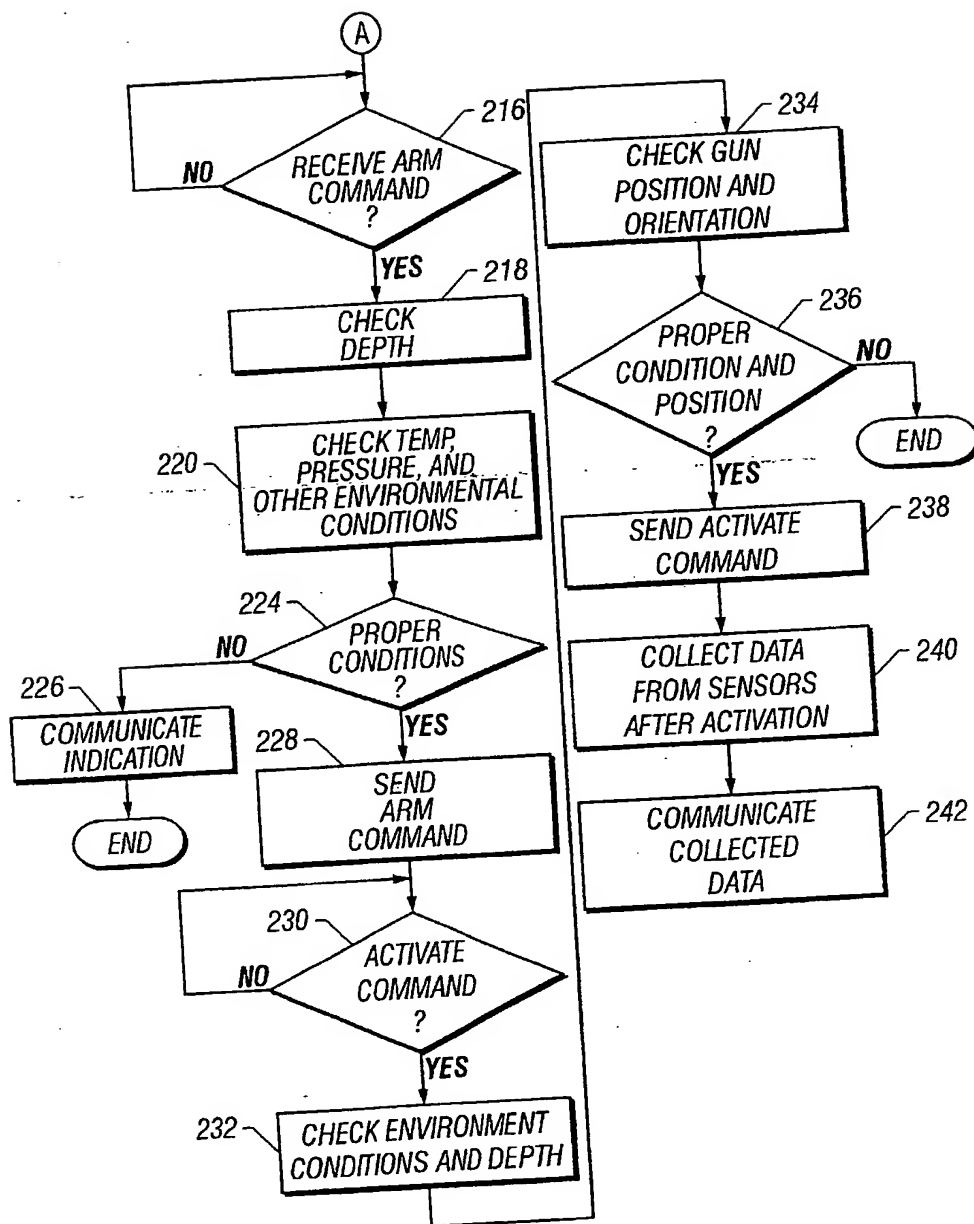 A
216
RECEIVE ARM
COMMAND
?
NO
YES
218
CHECK
DEPTH
220
CHECK TEMP,
PRESSURE, AND
OTHER ENVIRONMENTAL
CONDITIONS
224
PROPER
CONDITIONS
?
NO
YES
226
COMMUNICATE
INDICATION
END
228
SEND
ARM
COMMAND
230
ACTIVATE
COMMAND
?
NO
YES
232
CHECK ENVIRONMENT
CONDITIONS AND DEPTH
234
CHECK GUN
POSITION AND
ORIENTATION
236
PROPER
CONDITION AND
POSITION
?
NO
END
YES
238
SEND ACTIVATE
COMMAND
240
COLLECT DATA
FROM SENSORS
AFTER ACTIVATION
242
COMMUNICATE
COLLECTED
DATA